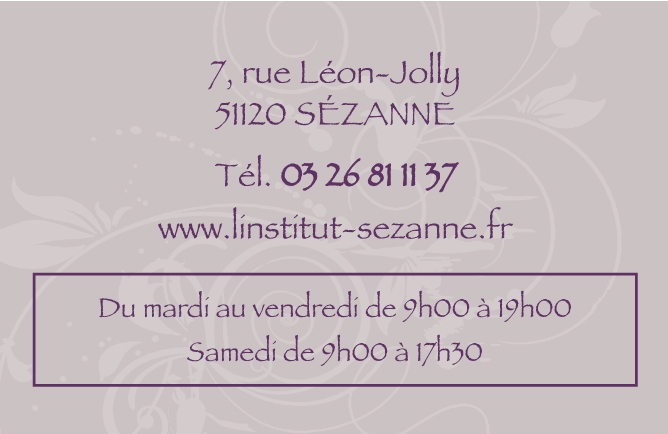 7, rue Léon-Jolly
51120 SÉZANNE
Tél. 03 26 81 11 37
www.linstitut-sezanne.fr
Du mardi au vendredi de 9h00 à 19h00
Samedi de 9h00 à 17h30